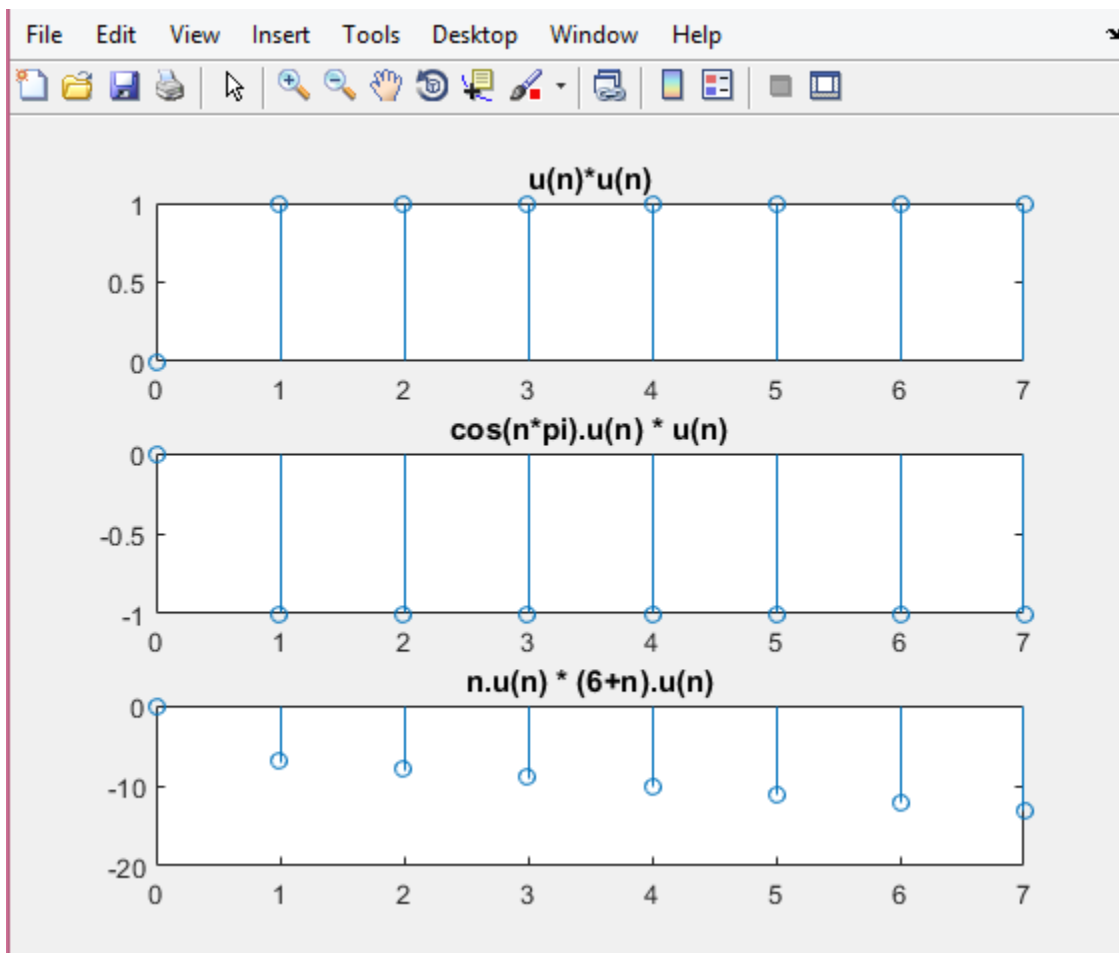 File Edit View Insert Tools Desktop Window Help
u(n)*u(n)
1
0.5
0
0 1 2 3 4 5 6 7
cos(n*pi).u(n) * u(n)
0
-0.5
-1
0 1 2 3 4 5 6 7
n.u(n) * (6+n).u(n)
0
-10
-20
0 1 2 3 4 5 6 7